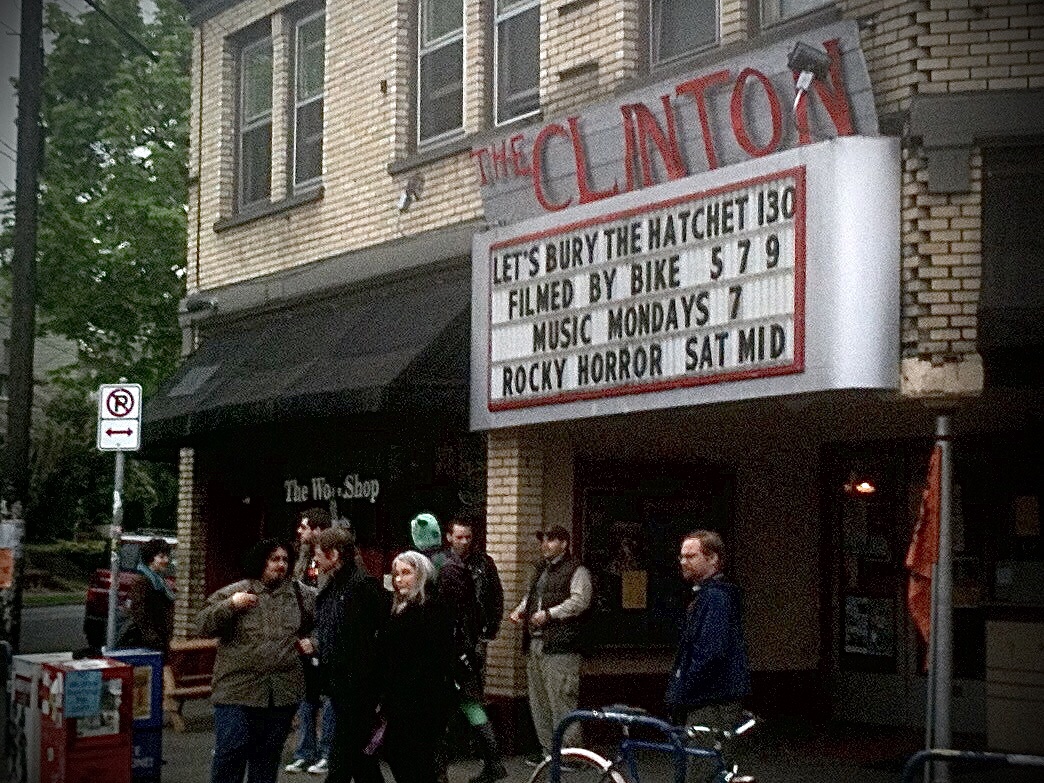 THE CLINTON
LET'S BURY THE HATCHET 130
FILMED BY BIKE 5 7 9
MUSIC MONDAYS 7
ROCKY HORROR SAT MID
P
The Shop